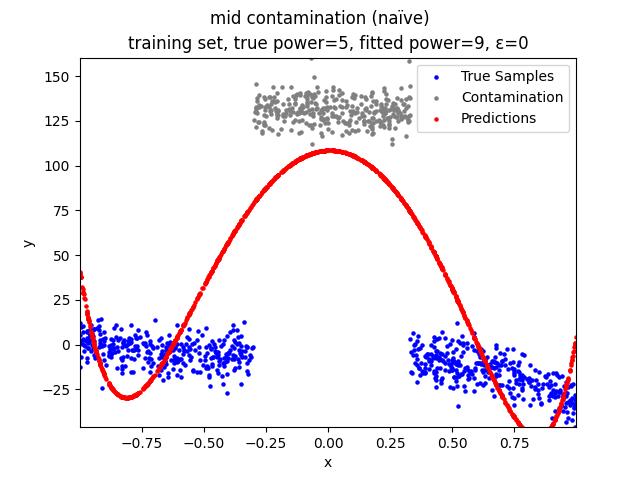 mid contamination (naïve)
training set, true power=5, fitted power=9, ε=0
True Samples
Contamination
Predictions
y
150
125
100
75
50
25
0
−25
−0.75
−0.50
−0.25
0.00
0.25
0.50
0.75
x